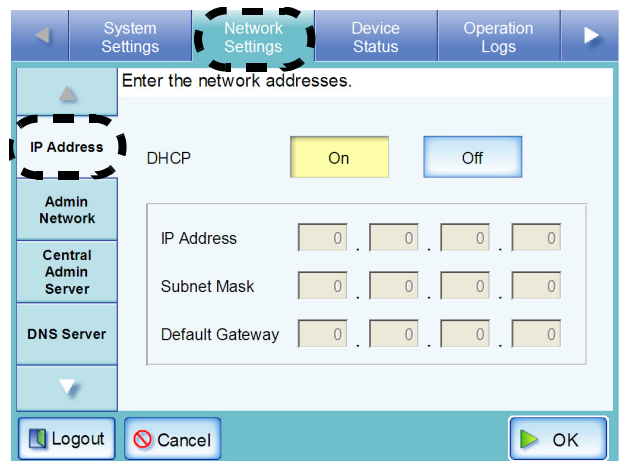 System Settings
Network Settings
Device Status
Operation Logs
Enter the network addresses.
IP Address
DHCP
On
Off
Admin Network
Central Admin Server
DNS Server
IP Address 0 . 0 . 0 . 0
Subnet Mask 0 . 0 . 0 . 0
Default Gateway 0 . 0 . 0 . 0
Logout
Cancel
OK